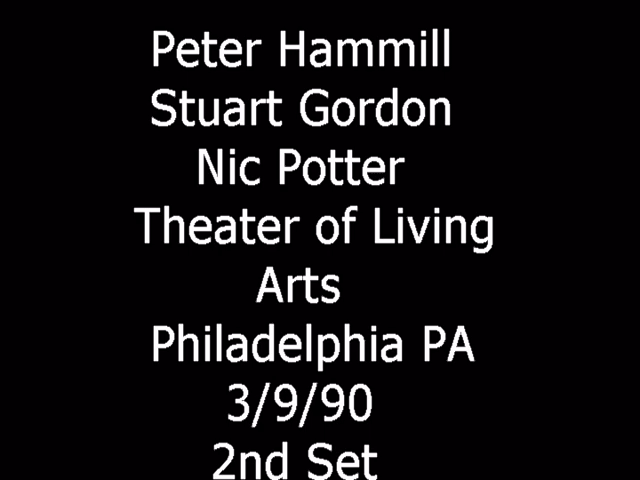 Peter Hammill
Stuart Gordon
Nic Potter
Theater of Living
Arts
Philadelphia PA
3/9/90
2nd Set